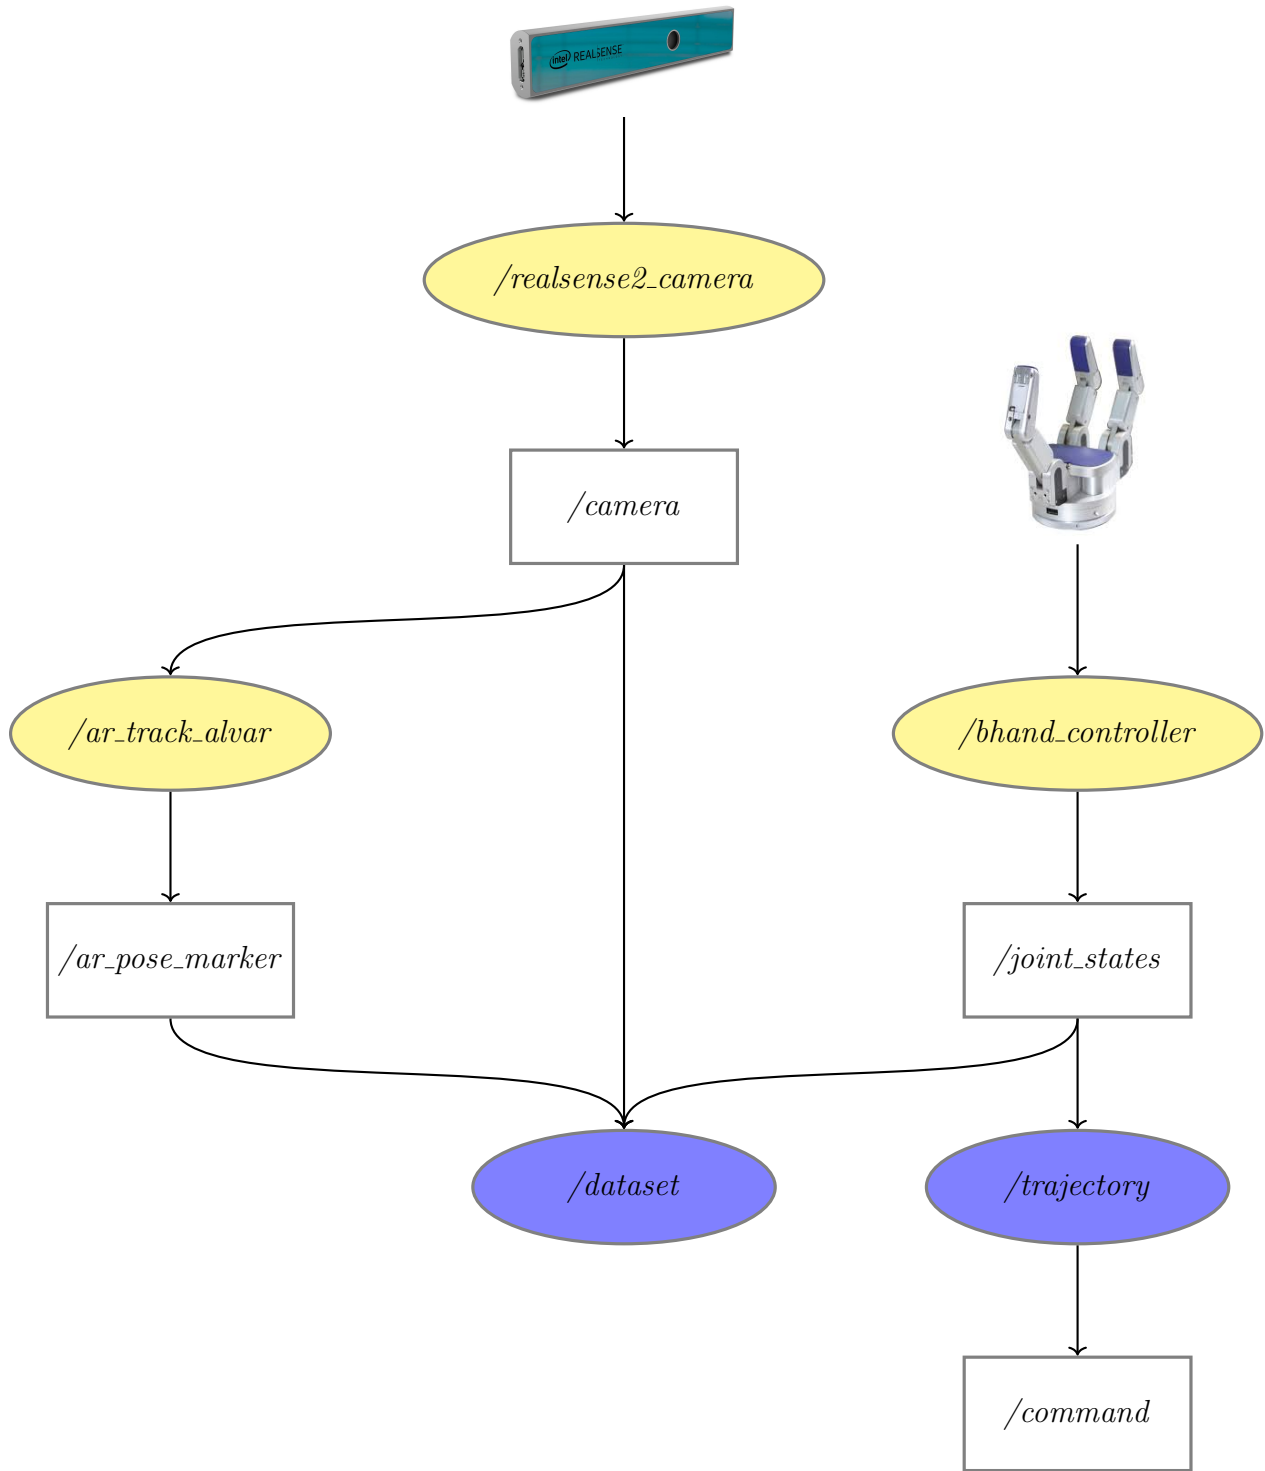 intel REALSENSE
/realsense2_camera
/camera
/ar_track_alvar
/bhand_controller
/ar_pose_marker
/joint_states
/dataset
/trajectory
/command